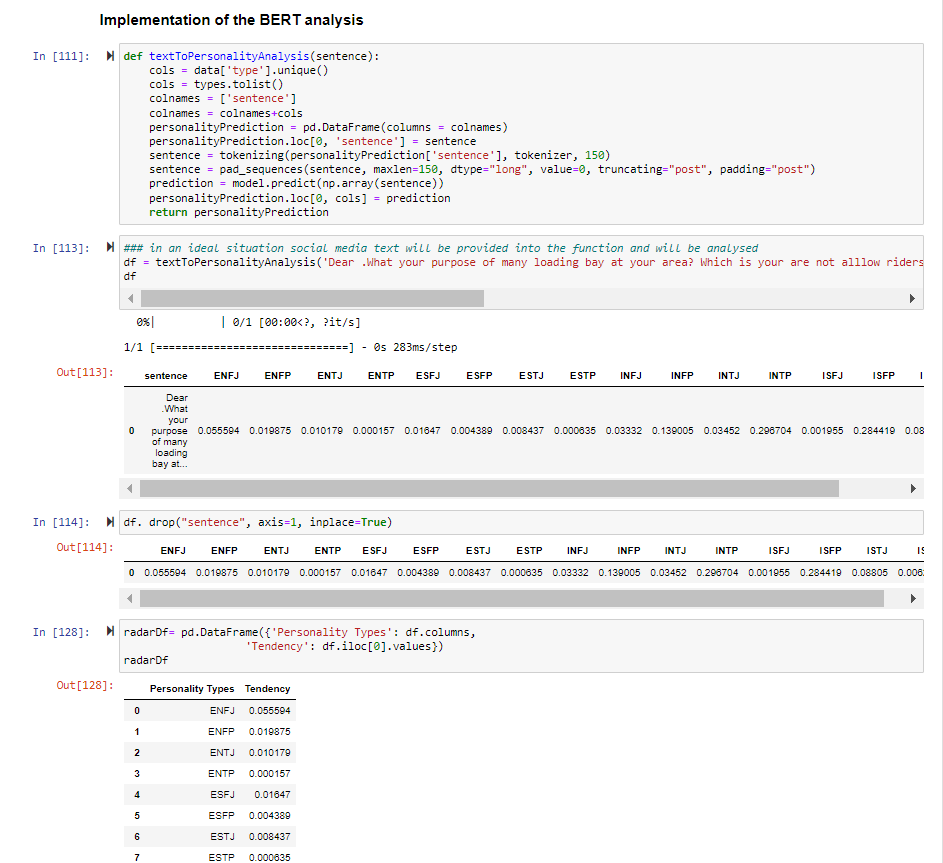 Implementation of the BERT analysis
In [111]:
def textToPersonalityAnalysis(sentence):
cols = data['type'].unique()
cols = types.tolist()
colnames = ['sentence']
colnames = colnames+cols
personalityPrediction = pd.DataFrame(columns = colnames)
personalityPrediction.loc[0, 'sentence'] = sentence
sentence = tokenizing(personalityPrediction['sentence'], tokenizer, 150)
sentence = pad_sequences(sentence, maxlen=150, dtype="long", value=0, truncating="post", padding="post")
prediction = model.predict(np.array(sentence))
personalityPrediction.loc[0, cols] = prediction
return personalityPrediction
In [113]:
### in an ideal situation social media text will be provided into the function and will be analysed
df = textToPersonalityAnalysis('Dear .What your purpose of many loading bay at your area? Which is your are not alllow riders
df
0%| | 0/1 [00:00<?, ?it/s]
1/1 [==============================] - 0s 283ms/step
Out[113]:
sentence ENFJ ENFP ENTJ ENTP ESFJ ESFP ESTJ ESTP INFJ INFP INTJ INTP ISFJ ISFP I
0 Dear .What your purpose of many loading bay at... 0.055594 0.019875 0.010179 0.000157 0.01647 0.004389 0.008437 0.000635 0.03332 0.139005 0.03452 0.296704 0.001955 0.284419 0.08
In [114]:
df. drop("sentence", axis=1, inplace=True)
Out[114]:
ENFJ ENFP ENTJ ENTP ESFJ ESFP ESTJ ESTP INFJ INFP INTJ INTP ISFJ ISFP ISTJ IS
0 0.055594 0.019875 0.010179 0.000157 0.01647 0.004389 0.008437 0.000635 0.03332 0.139005 0.03452 0.296704 0.001955 0.284419 0.08805 0.006
In [128]:
radarDf= pd.DataFrame({'Personality Types': df.columns,
'Tendency': df.iloc[0].values})
radarDf
Out[128]:
Personality Types Tendency
0 ENFJ 0.055594
1 ENFP 0.019875
2 ENTJ 0.010179
3 ENTP 0.000157
4 ESFJ 0.01647
5 ESFP 0.004389
6 ESTJ 0.008437
7 ESTP 0.000635